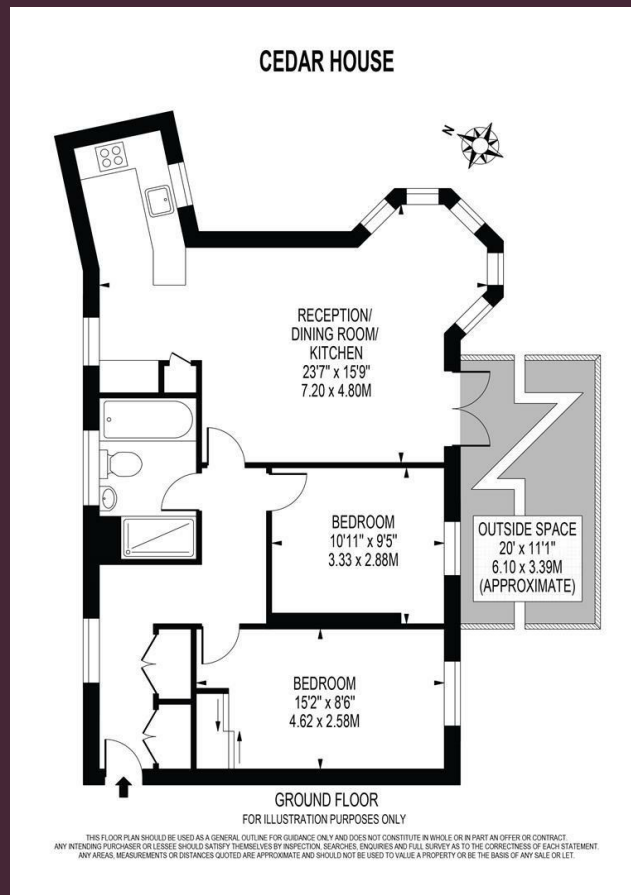 CEDAR HOUSE
N
RECEPTION/
DINING ROOM/
KITCHEN
23'7" x 15'9"
7.20 x 4.80M
BEDROOM
10'11" x 9'5"
3.33 x 2.88M
OUTSIDE SPACE
20' x 11'1"
6.10 x 3.39M
(APPROXIMATE)
BEDROOM
15'2" x 8'6"
4.62 x 2.58M
GROUND FLOOR
FOR ILLUSTRATION PURPOSES ONLY
THIS FLOOR PLAN SHOULD BE USED AS A GENERAL OUTLINE FOR GUIDANCE ONLY AND DOES NOT CONSTITUTE IN WHOLE OR IN PART AN OFFER OR CONTRACT.
ANY INTENDING PURCHASER OR LESSEE SHOULD SATISFY THEMSELVES BY INSPECTION, SEARCHES, ENQUIRIES AND FULL SURVEY AS TO THE CORRECTNESS OF EACH STATEMENT.
ANY AREAS, MEASUREMENTS OR DISTANCES QUOTED ARE APPROXIMATE AND SHOULD NOT BE USED TO VALUE A PROPERTY OR BE THE BASIS OF ANY SALE OR LET.